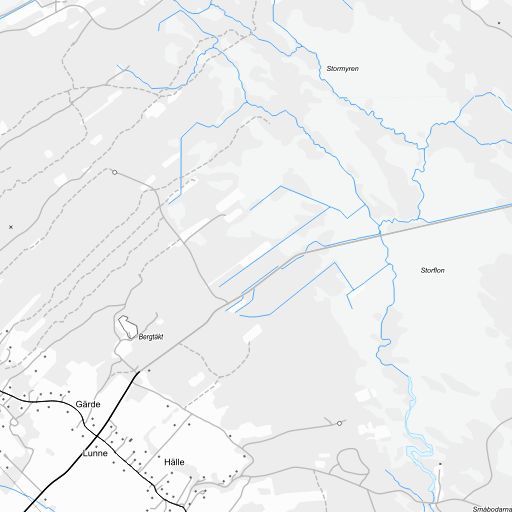 Stormyren
Storflon
Bergtäkt
Gärde
Lunne
Hälle
Småbodarna